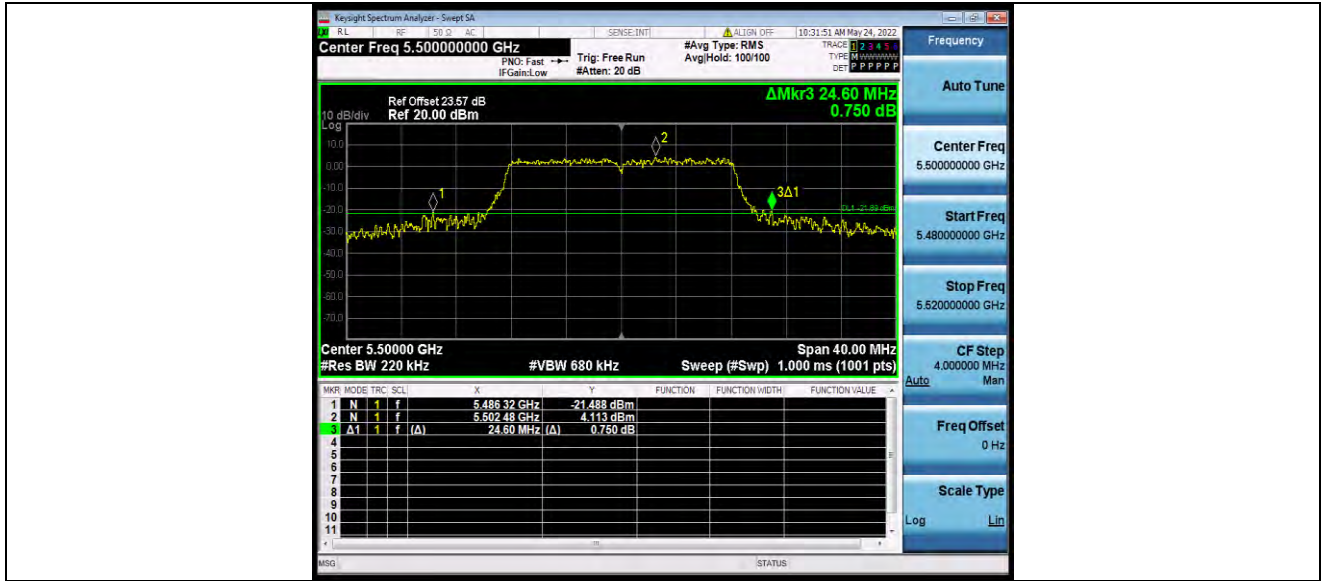 Keysight Spectrum Analyzer - Swept SA
RL RF 50 Ω AC SENSE:INT ALIGN OFF 10:31:51 AM May 24, 2022
Center Freq 5.500000000 GHz
PNO: Fast
IFGain:Low
Trig: Free Run
#Atten: 20 dB
#Avg Type: RMS
Avg|Hold: 100/100
TRACE 1 2 3 4 5 6
TYPE M WWWWW
DET P P P P P P
Frequency
ΔMkr3 24.60 MHz
0.750 dB
Ref Offset 23.57 dB
10 dB/div Ref 20.00 dBm
Log
10.0
0.00
-10.0
-20.0
-30.0
-40.0
-50.0
-60.0
-70.0
1
2
3Δ1
DL1 -21.89 dBm
Center 5.50000 GHz Span 40.00 MHz
#Res BW 220 kHz #VBW 680 kHz Sweep (#Swp) 1.000 ms (1001 pts)
MKR MODE TRC SCL X Y FUNCTION FUNCTION WIDTH FUNCTION VALUE
1 N 1 f 5.486 32 GHz -21.488 dBm
2 N 1 f 5.502 48 GHz 4.113 dBm
3 Δ1 1 f (Δ) 24.60 MHz (Δ) 0.750 dB
4
5
6
7
8
9
10
11
MSG STATUS
Auto Tune
Center Freq
5.500000000 GHz
Start Freq
5.480000000 GHz
Stop Freq
5.520000000 GHz
CF Step
4.000000 MHz
Auto Man
Freq Offset
0 Hz
Scale Type
Log Lin